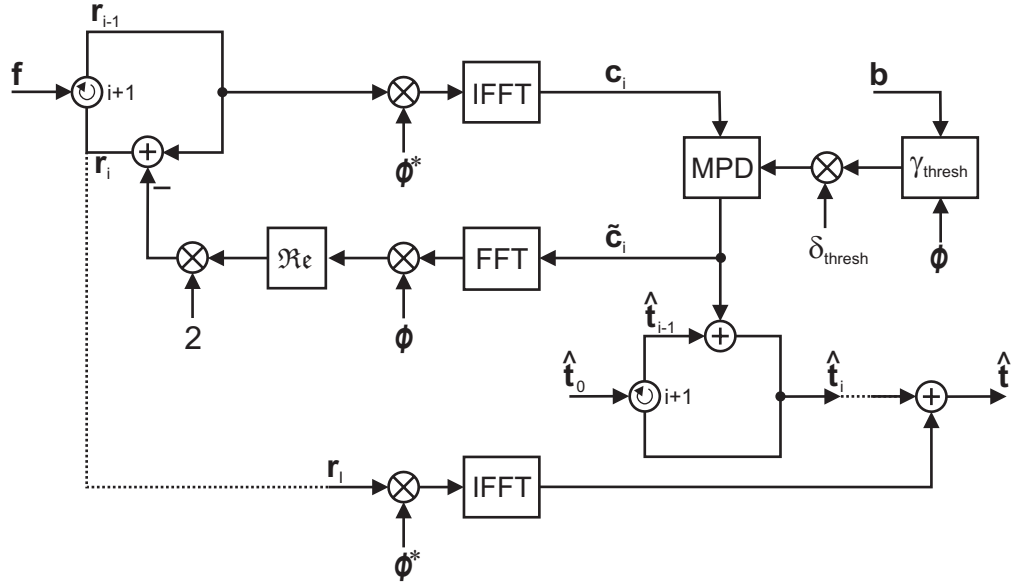 r_{i-1}
f
i+1
IFFT
c_i
b
r_i
+
−
ϕ*
MPD
γ_thresh
δ_thresh
ϕ
2
ℜe
ϕ
FFT
c̃_i
t̂_{i-1}
+
t̂_0
i+1
t̂_i
+
t̂
r_I
IFFT
ϕ*